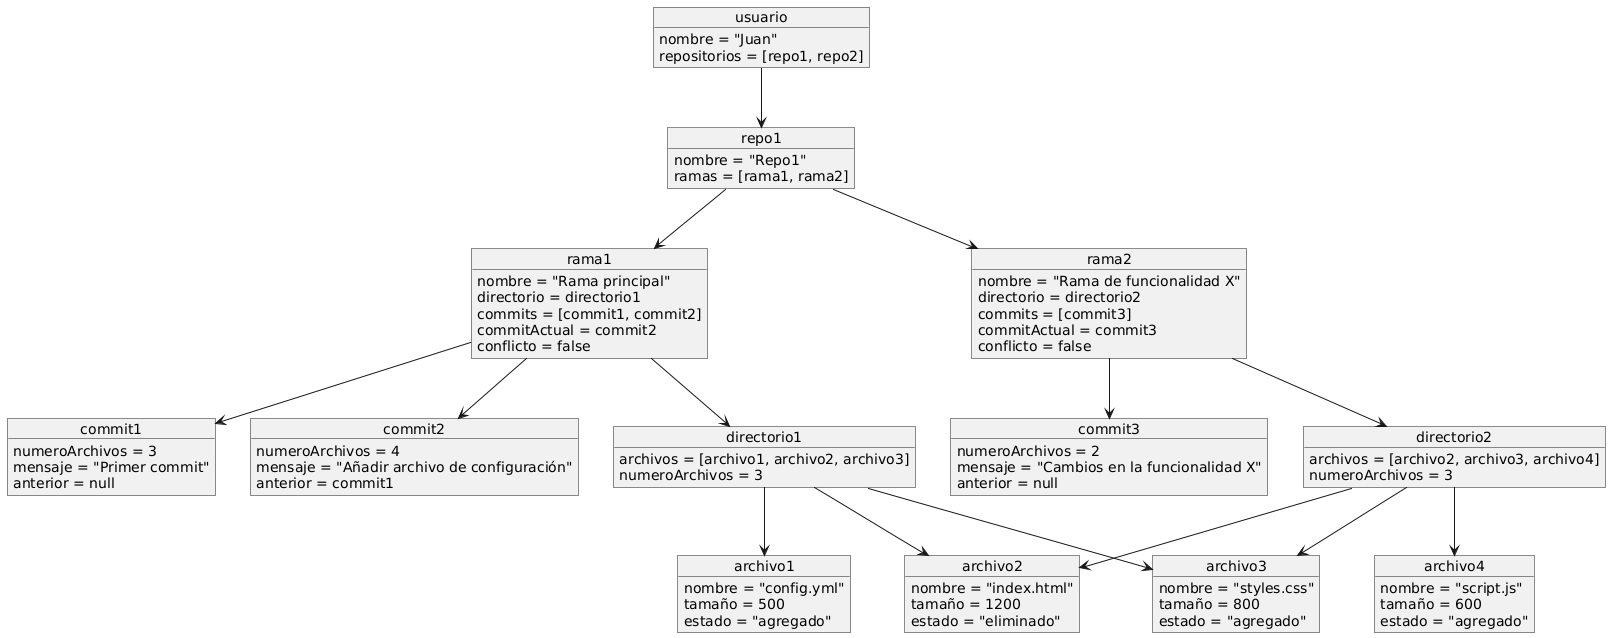 usuario
nombre = "Juan"
repositorios = [repo1, repo2]
repo1
nombre = "Repo1"
ramas = [rama1, rama2]
rama1
nombre = "Rama principal"
directorio = directorio1
commits = [commit1, commit2]
commitActual = commit2
conflicto = false
rama2
nombre = "Rama de funcionalidad X"
directorio = directorio2
commits = [commit3]
commitActual = commit3
conflicto = false
commit1
numeroArchivos = 3
mensaje = "Primer commit"
anterior = null
commit2
numeroArchivos = 4
mensaje = "Añadir archivo de configuración"
anterior = commit1
directorio1
archivos = [archivo1, archivo2, archivo3]
numeroArchivos = 3
commit3
numeroArchivos = 2
mensaje = "Cambios en la funcionalidad X"
anterior = null
directorio2
archivos = [archivo2, archivo3, archivo4]
numeroArchivos = 3
archivo1
nombre = "config.yml"
tamaño = 500
estado = "agregado"
archivo2
nombre = "index.html"
tamaño = 1200
estado = "eliminado"
archivo3
nombre = "styles.css"
tamaño = 800
estado = "agregado"
archivo4
nombre = "script.js"
tamaño = 600
estado = "agregado"